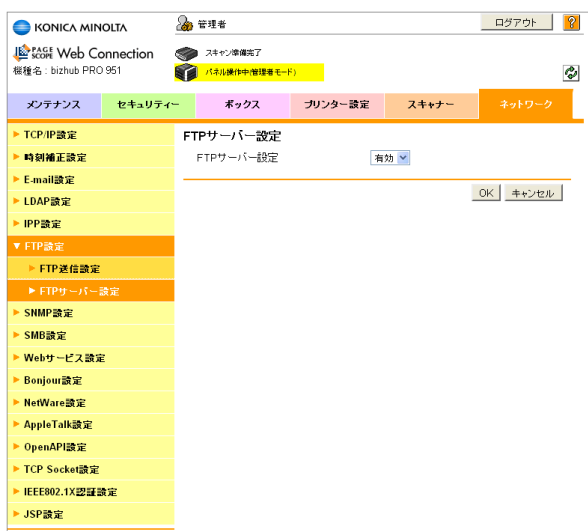 KONICA MINOLTA
管理者
ログアウト
?
PAGE SCOPE Web Connection
機種名 : bizhub PRO 951
スキャン準備完了
パネル操作中(管理者モード)
メンテナンス
セキュリティー
ボックス
プリンター設定
スキャナー
ネットワーク
TCP/IP設定
時刻補正設定
E-mail設定
LDAP設定
IPP設定
FTP設定
FTP送信設定
FTPサーバー設定
SNMP設定
SMB設定
Webサービス設定
Bonjour設定
NetWare設定
AppleTalk設定
OpenAPI設定
TCP Socket設定
IEEE802.1X認証設定
JSP設定
FTPサーバー設定
FTPサーバー設定
有効
OK
キャンセル